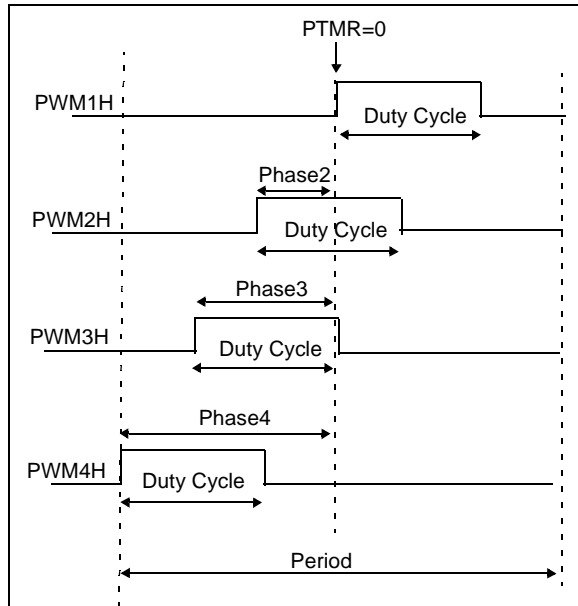 PTMR=0
PWM1H
Duty Cycle
Phase2
PWM2H
Duty Cycle
Phase3
PWM3H
Duty Cycle
Phase4
PWM4H
Duty Cycle
Period